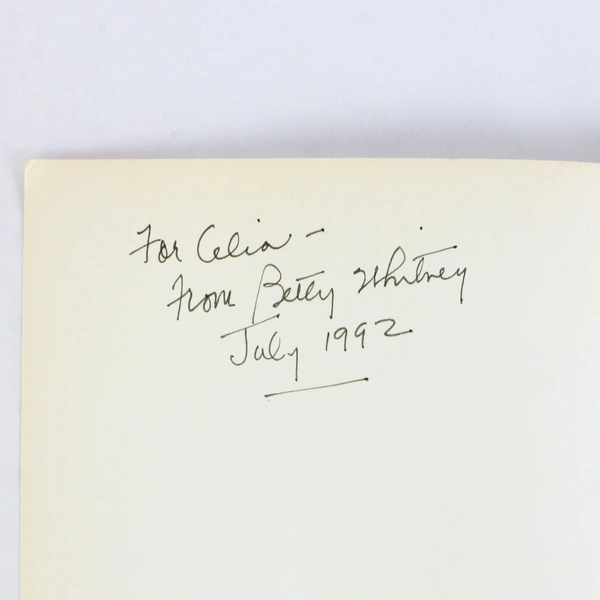 For Celia –
From Betty Whitney
July 1992